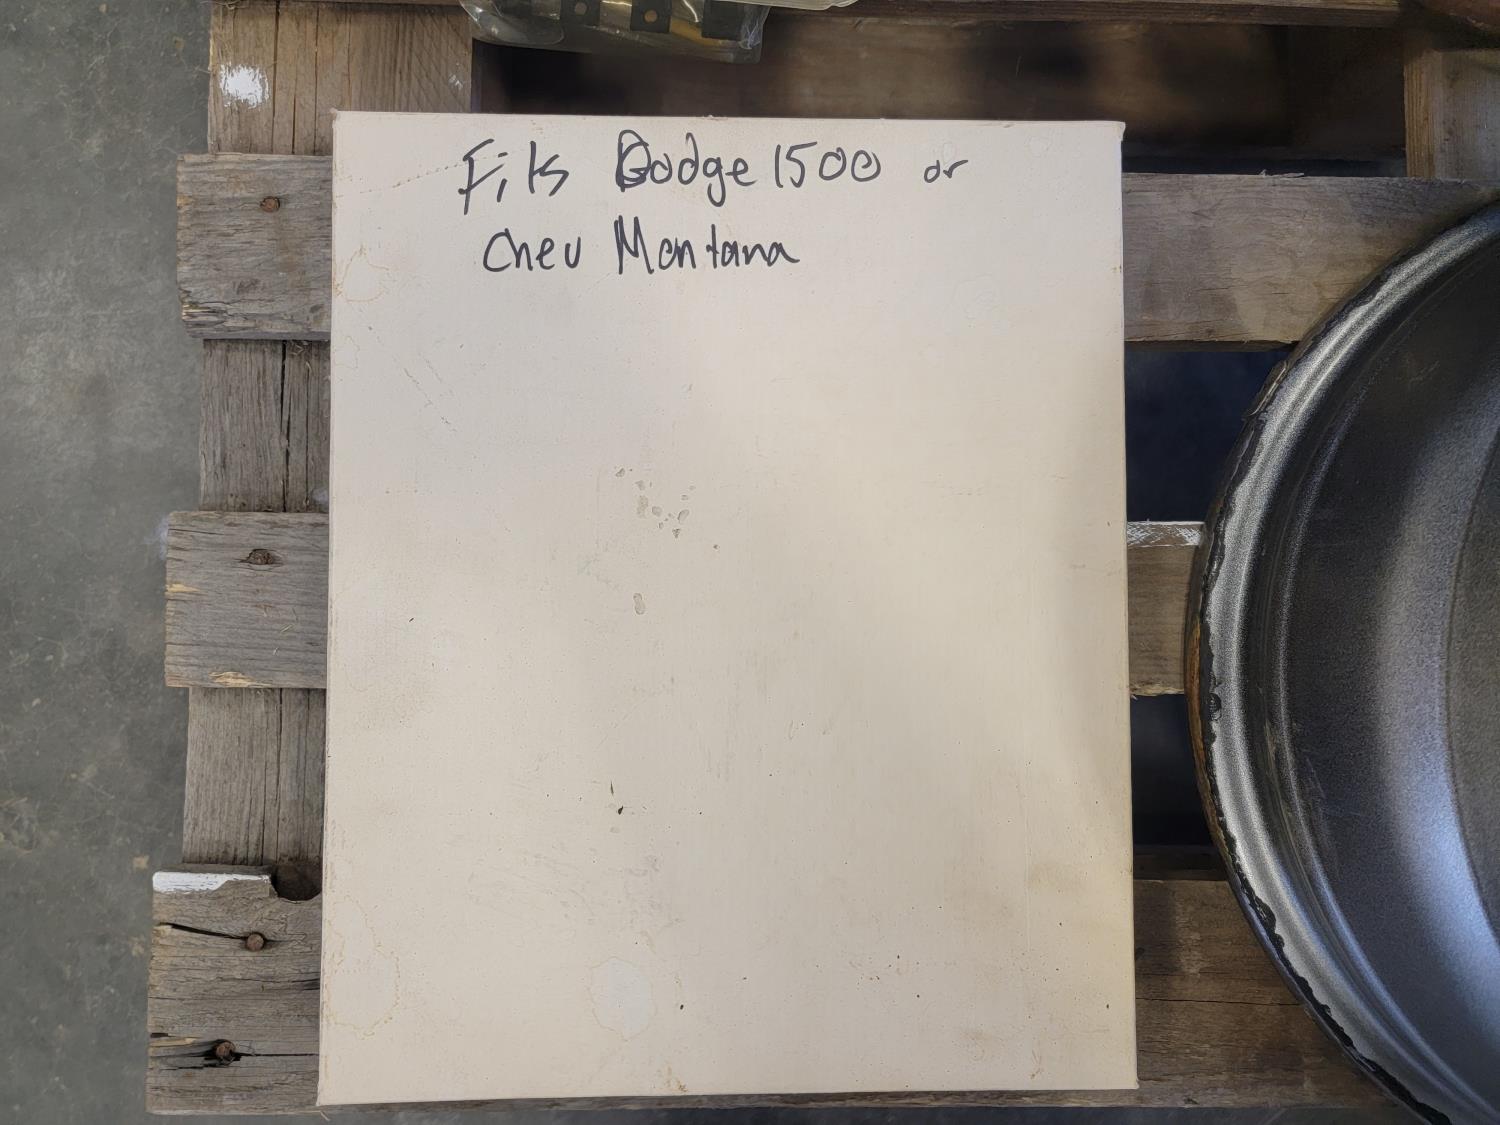 Fits Dodge 1500 or
Chev Montana